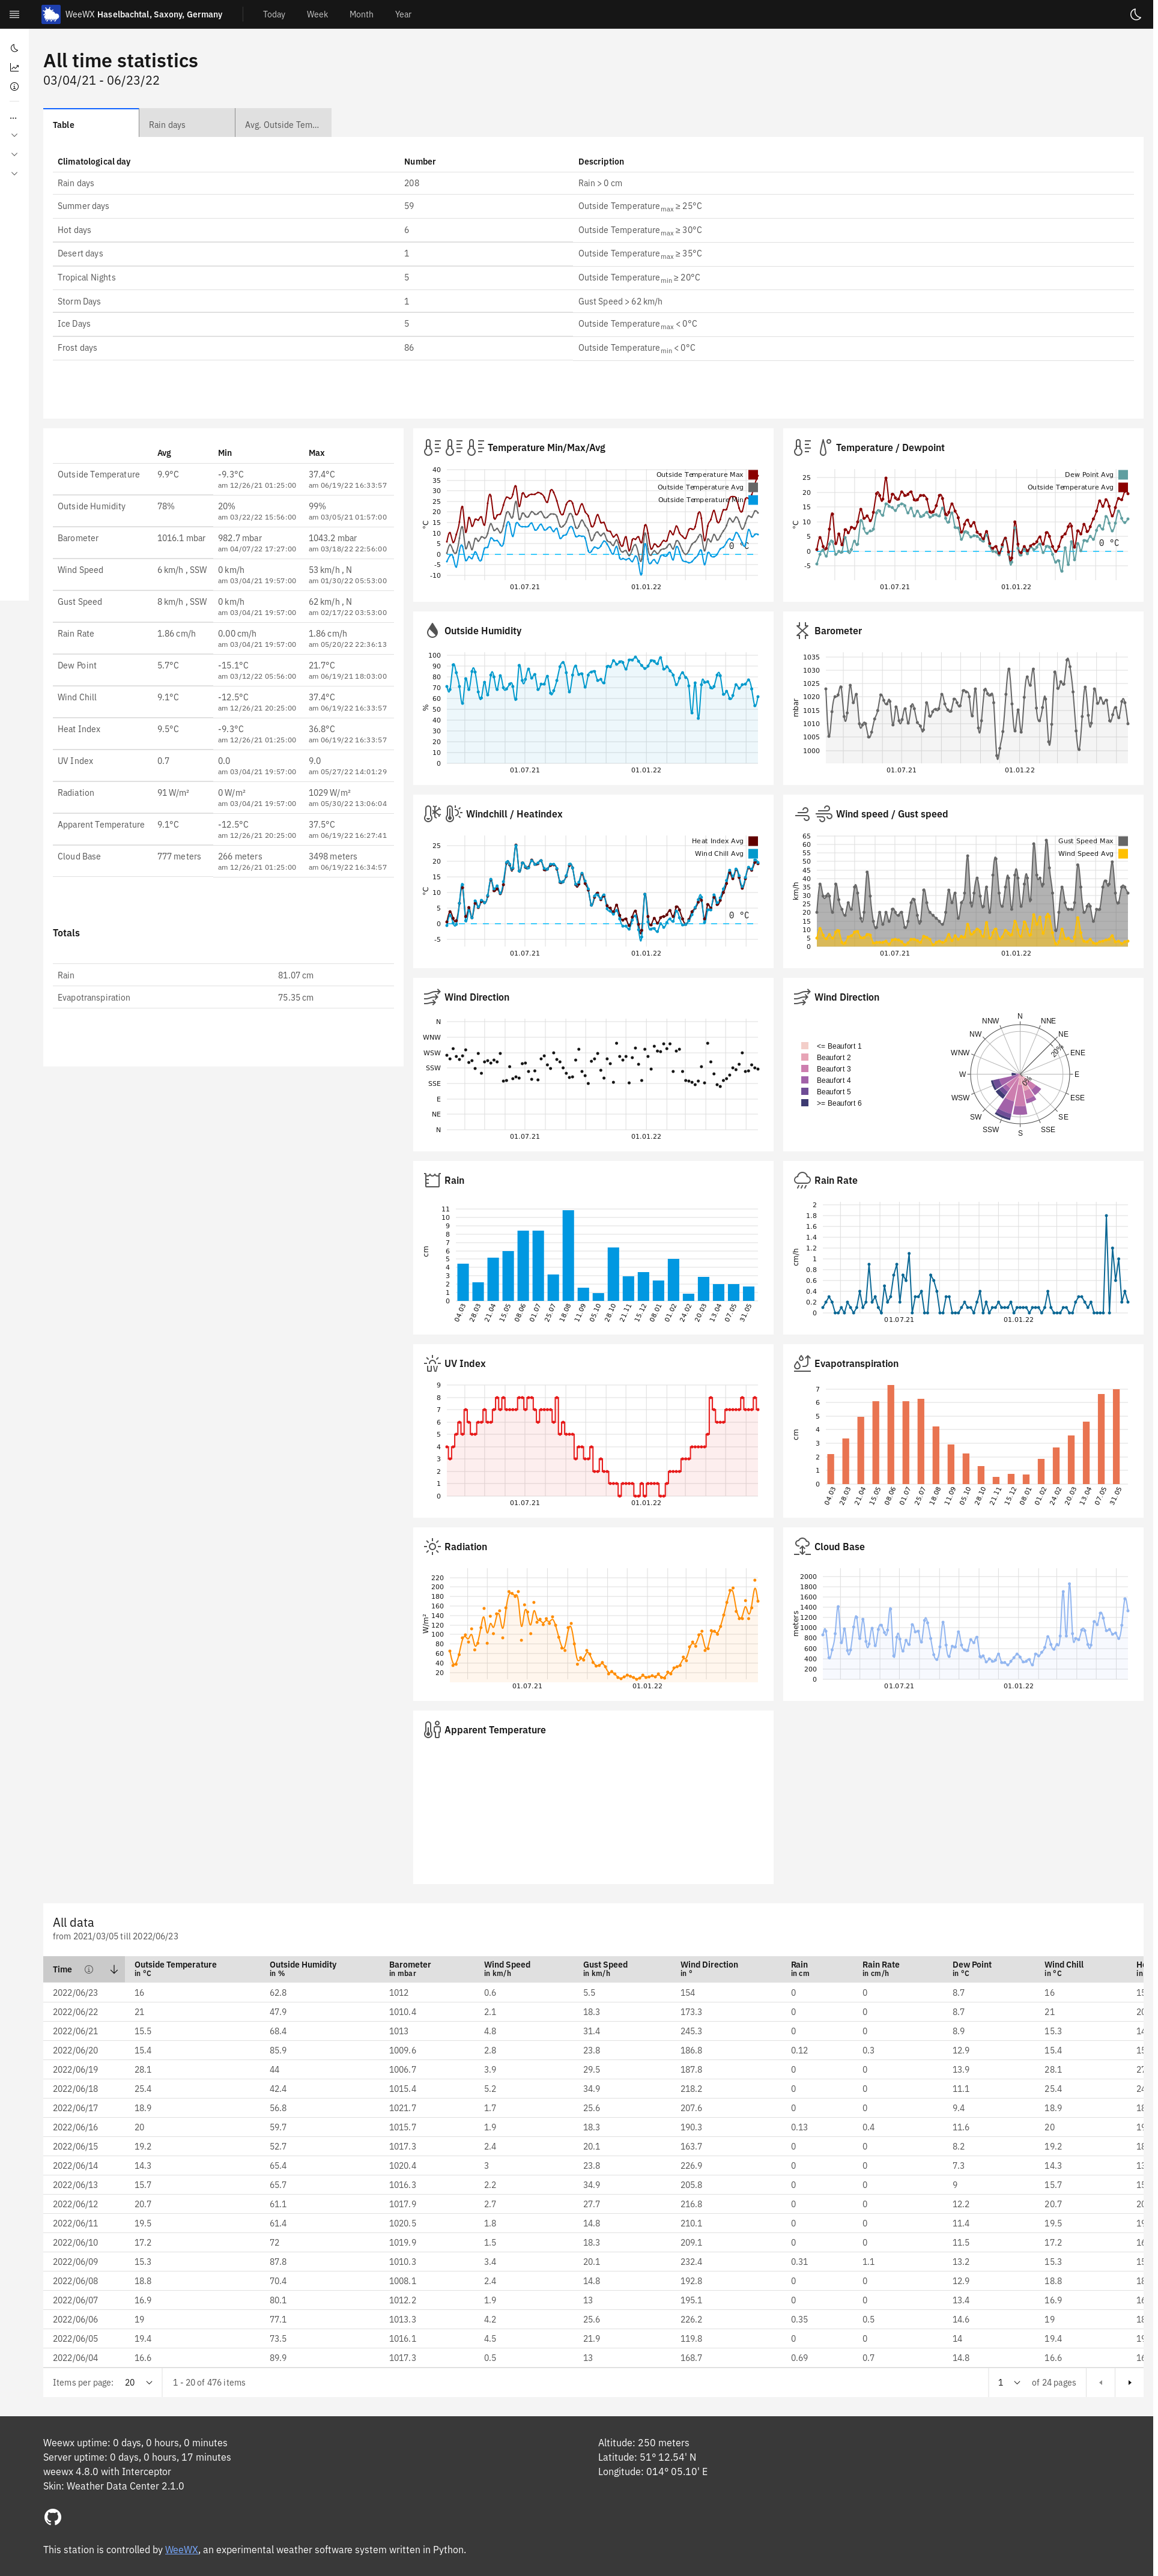 WeeWX Haselbachtal, Saxony, Germany Today Week Month Year
All time statistics
03/04/21 - 06/23/22
Table Rain days Avg. Outside Tem...
Climatological day Number Description
Rain days 208 Rain > 0 cm
Summer days 59 Outside Temperature max ≥ 25°C
Hot days 6 Outside Temperature max ≥ 30°C
Desert days 1 Outside Temperature max ≥ 35°C
Tropical Nights 5 Outside Temperature min ≥ 20°C
Storm Days 1 Gust Speed > 62 km/h
Ice Days 5 Outside Temperature max < 0°C
Frost days 86 Outside Temperature min < 0°C
Avg Min Max
Outside Temperature 9.9°C -9.3°C 37.4°C
am 12/26/21 01:25:00 am 06/19/22 16:33:57
Outside Humidity 78% 20% 99%
am 03/22/22 15:56:00 am 03/05/21 01:57:00
Barometer 1016.1 mbar 982.7 mbar 1043.2 mbar
am 04/07/22 17:27:00 am 03/18/22 22:56:00
Wind Speed 6 km/h , SSW 0 km/h 53 km/h , N
am 03/04/21 19:57:00 am 01/30/22 05:53:00
Gust Speed 8 km/h , SSW 0 km/h 62 km/h , N
am 03/04/21 19:57:00 am 02/17/22 03:53:00
Rain Rate 1.86 cm/h 0.00 cm/h 1.86 cm/h
am 03/04/21 19:57:00 am 05/20/22 22:36:13
Dew Point 5.7°C -15.1°C 21.7°C
am 03/12/22 05:56:00 am 06/19/21 18:03:00
Wind Chill 9.1°C -12.5°C 37.4°C
am 12/26/21 20:25:00 am 06/19/22 16:33:57
Heat Index 9.5°C -9.3°C 36.8°C
am 12/26/21 01:25:00 am 06/19/22 16:33:57
UV Index 0.7 0.0 9.0
am 03/04/21 19:57:00 am 05/27/22 14:01:29
Radiation 91 W/m² 0 W/m² 1029 W/m²
am 03/04/21 19:57:00 am 05/30/22 13:06:04
Apparent Temperature 9.1°C -12.5°C 37.5°C
am 12/26/21 20:25:00 am 06/19/22 16:27:41
Cloud Base 777 meters 266 meters 3498 meters
am 12/26/21 01:25:00 am 06/19/22 16:34:57
Totals
Rain 81.07 cm
Evapotranspiration 75.35 cm
Temperature Min/Max/Avg
Outside Temperature Max
Outside Temperature Avg
Outside Temperature Min
°C
40
35
30
25
20
15
10
5
0
-5
-10
0 °C
01.07.21 01.01.22
Temperature / Dewpoint
Dew Point Avg
Outside Temperature Avg
°C
25
20
15
10
5
0
-5
0 °C
01.07.21 01.01.22
Outside Humidity
%
100
90
80
70
60
50
40
30
20
10
0
01.07.21 01.01.22
Barometer
mbar
1035
1030
1025
1020
1015
1010
1005
1000
01.07.21 01.01.22
Windchill / Heatindex
Heat Index Avg
Wind Chill Avg
°C
25
20
15
10
5
0
-5
0 °C
01.07.21 01.01.22
Wind speed / Gust speed
Gust Speed Max
Wind Speed Avg
km/h
65
60
55
50
45
40
35
30
25
20
15
10
5
0
01.07.21 01.01.22
Wind Direction
N
WNW
WSW
SSW
SSE
E
NE
N
01.07.21 01.01.22
Wind Direction
<= Beaufort 1
Beaufort 2
Beaufort 3
Beaufort 4
Beaufort 5
>= Beaufort 6
N
NNW NNE
NW NE
20%
WNW ENE
W E
0%
WSW ESE
SW SE
SSW SSE
S
Rain
cm
11
10
9
8
7
6
5
4
3
2
1
0
04.03 28.03 21.04 15.05 08.06 01.07 25.07 18.08 11.09 05.10 28.10 21.11 15.12 08.01 01.02 24.02 20.03 13.04 07.05 31.05
Rain Rate
cm/h
2
1.8
1.6
1.4
1.2
1
0.8
0.6
0.4
0.2
0
01.07.21 01.01.22
UV Index
9
8
7
6
5
4
3
2
1
0
01.07.21 01.01.22
Evapotranspiration
cm
7
6
5
4
3
2
1
0
04.03 28.03 21.04 15.05 08.06 01.07 25.07 18.08 11.09 05.10 28.10 21.11 15.12 08.01 01.02 24.02 20.03 13.04 07.05 31.05
Radiation
W/m²
220
200
180
160
140
120
100
80
60
40
20
01.07.21 01.01.22
Cloud Base
meters
2000
1800
1600
1400
1200
1000
800
600
400
200
0
01.07.21 01.01.22
Apparent Temperature
All data
from 2021/03/05 till 2022/06/23
Time Outside Temperature Outside Humidity Barometer Wind Speed Gust Speed Wind Direction Rain Rain Rate Dew Point Wind Chill
in °C in % in mbar in km/h in km/h in ° in cm in cm/h in °C in °C
2022/06/23 16 62.8 1012 0.6 5.5 154 0 0 8.7 16
2022/06/22 21 47.9 1010.4 2.1 18.3 173.3 0 0 8.7 21
2022/06/21 15.5 68.4 1013 4.8 31.4 245.3 0 0 8.9 15.3
2022/06/20 15.4 85.9 1009.6 2.8 23.8 186.8 0.12 0.3 12.9 15.4
2022/06/19 28.1 44 1006.7 3.9 29.5 187.8 0 0 13.9 28.1
2022/06/18 25.4 42.4 1015.4 5.2 34.9 218.2 0 0 11.1 25.4
2022/06/17 18.9 56.8 1021.7 1.7 25.6 207.6 0 0 9.4 18.9
2022/06/16 20 59.7 1015.7 1.9 18.3 190.3 0.13 0.4 11.6 20
2022/06/15 19.2 52.7 1017.3 2.4 20.1 163.7 0 0 8.2 19.2
2022/06/14 14.3 65.4 1020.4 3 23.8 226.9 0 0 7.3 14.3
2022/06/13 15.7 65.7 1016.3 2.2 34.9 205.8 0 0 9 15.7
2022/06/12 20.7 61.1 1017.9 2.7 27.7 216.8 0 0 12.2 20.7
2022/06/11 19.5 61.4 1020.5 1.8 14.8 210.1 0 0 11.4 19.5
2022/06/10 17.2 72 1019.9 1.5 18.3 209.1 0 0 11.5 17.2
2022/06/09 15.3 87.8 1010.3 3.4 20.1 232.4 0.31 1.1 13.2 15.3
2022/06/08 18.8 70.4 1008.1 2.4 14.8 192.8 0 0 12.9 18.8
2022/06/07 16.9 80.1 1012.2 1.9 13 195.1 0 0 13.4 16.9
2022/06/06 19 77.1 1013.3 4.2 25.6 226.2 0.35 0.5 14.6 19
2022/06/05 19.4 73.5 1016.1 4.5 21.9 119.8 0 0 14 19.4
2022/06/04 16.6 89.9 1017.3 0.5 13 168.7 0.69 0.7 14.8 16.6
Items per page: 20 1 - 20 of 476 items 1 of 24 pages
Weewx uptime: 0 days, 0 hours, 0 minutes
Server uptime: 0 days, 0 hours, 17 minutes
weewx 4.8.0 with Interceptor
Skin: Weather Data Center 2.1.0
Altitude: 250 meters
Latitude: 51° 12.54' N
Longitude: 014° 05.10' E
This station is controlled by WeeWX, an experimental weather software system written in Python.